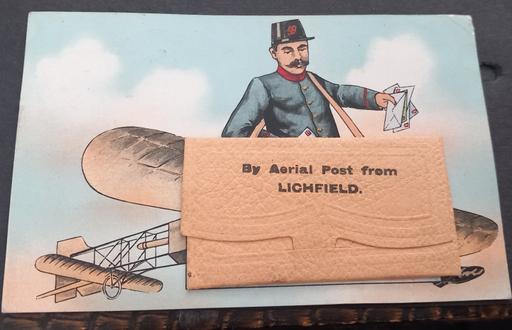 By Aerial Post from
LICHFIELD.